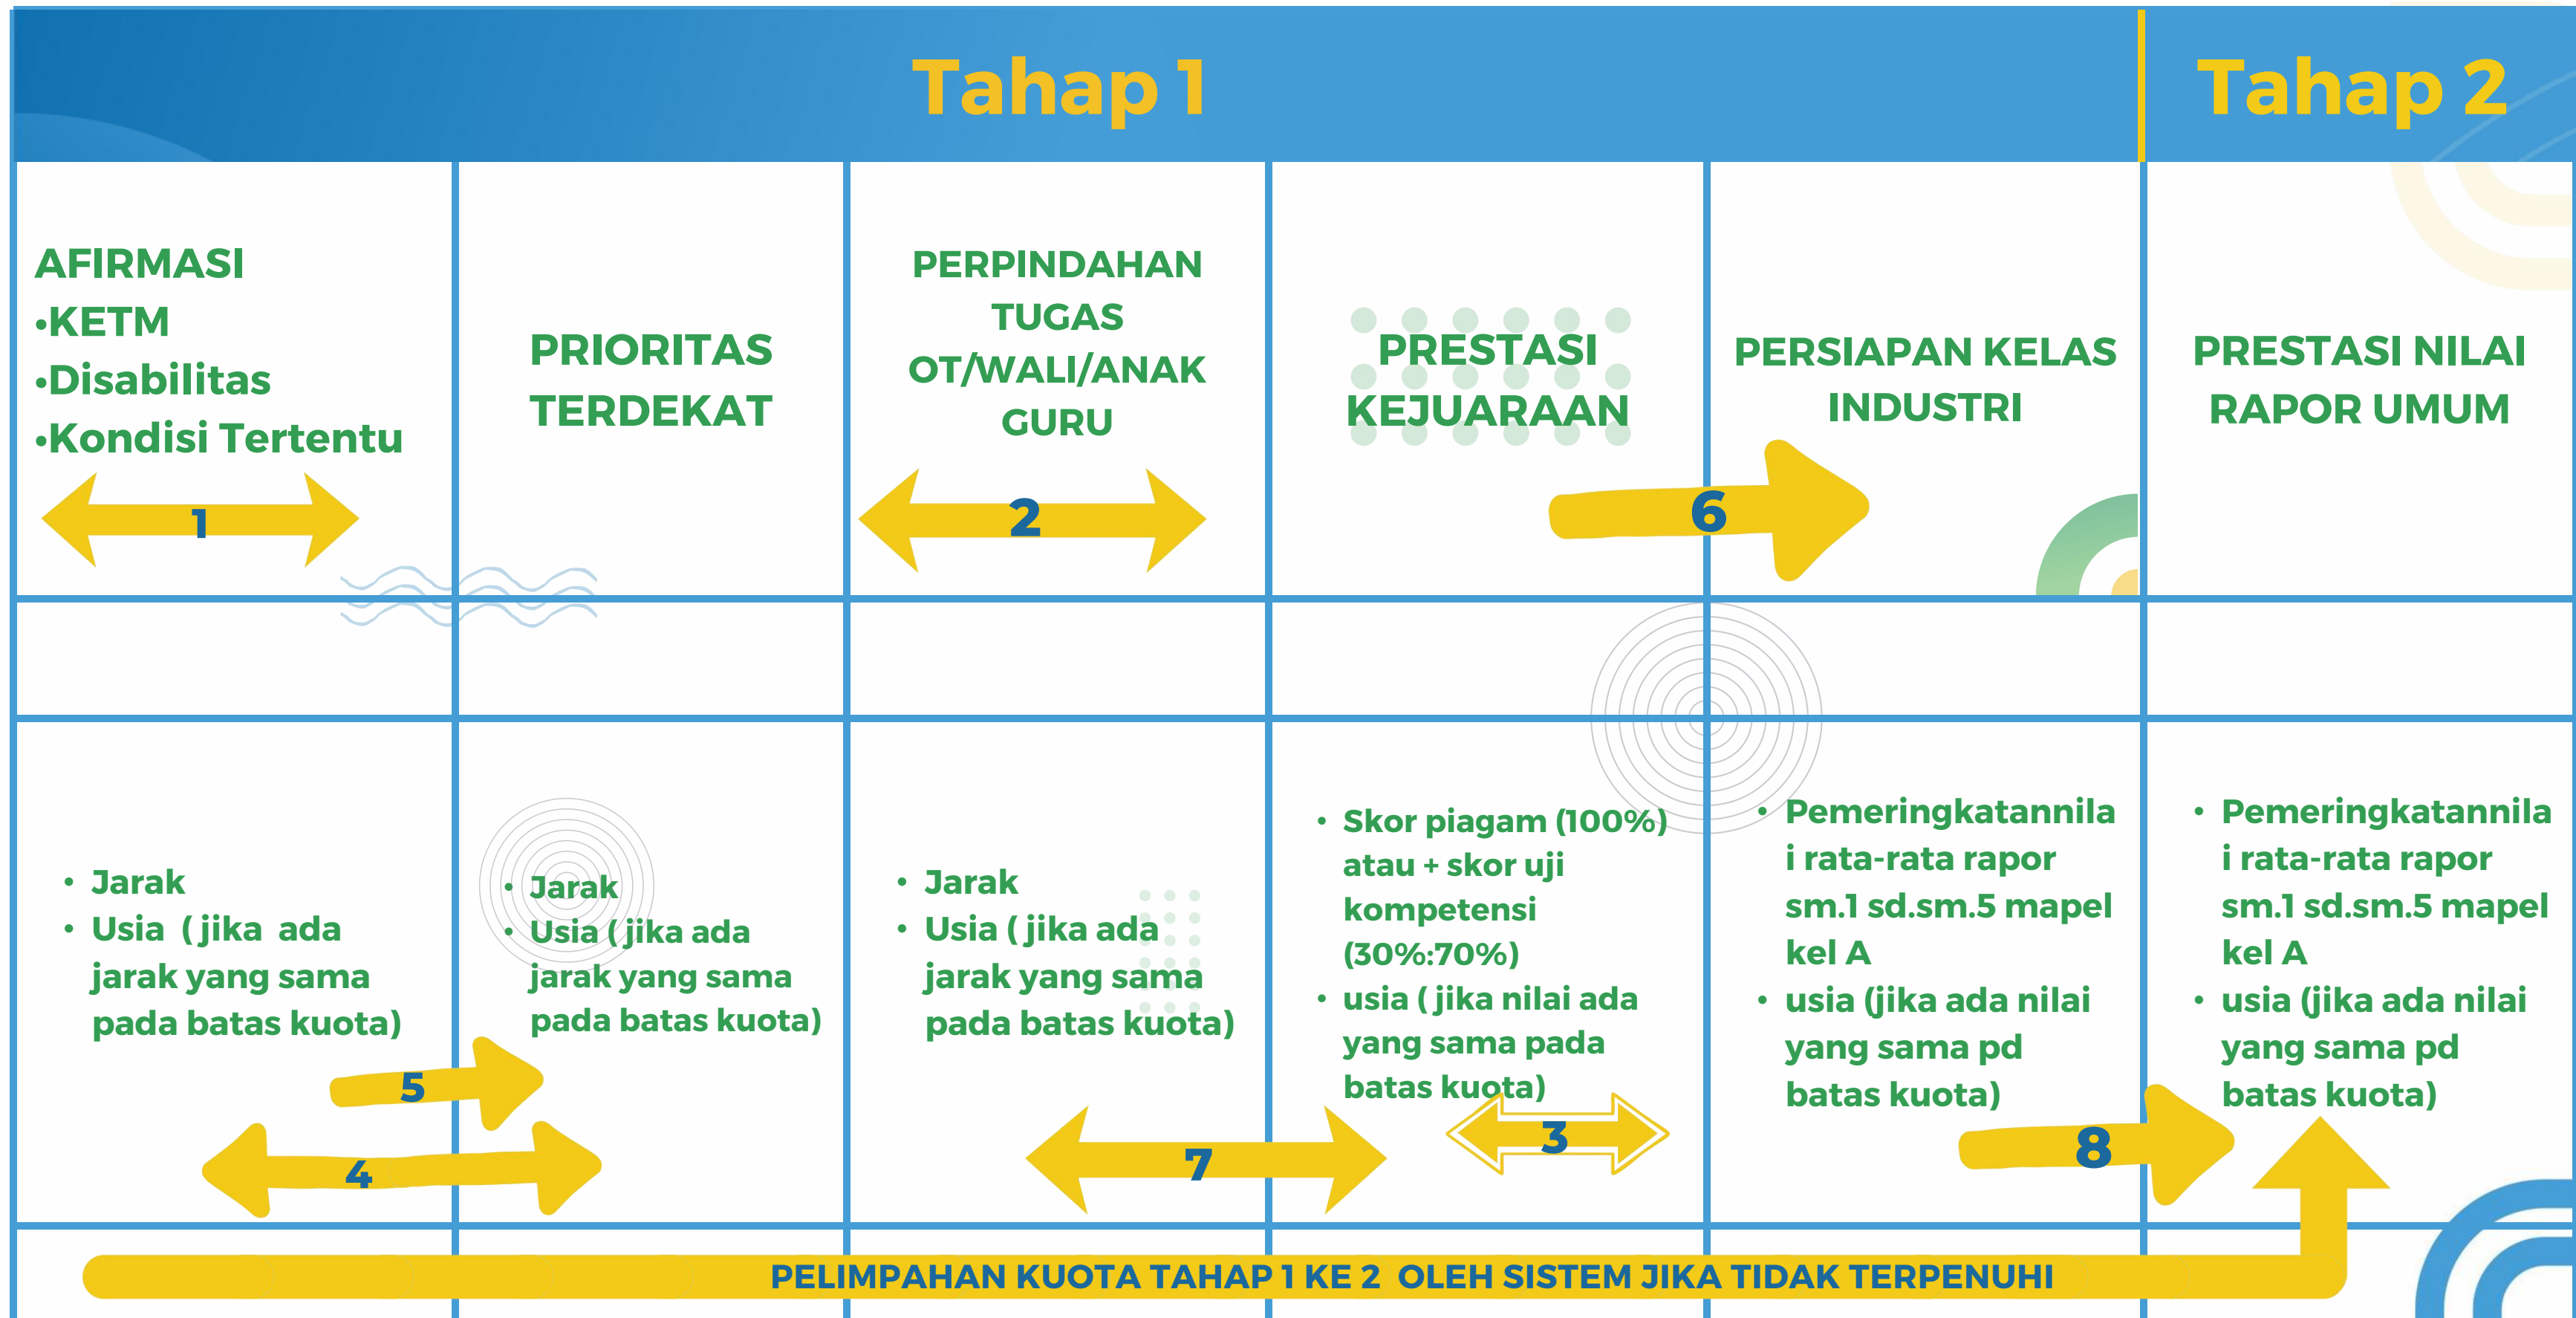 Tahap 1
Tahap 2
AFIRMASI
•KETM
•Disabilitas
•Kondisi Tertentu
1
PRIORITAS
TERDEKAT
PERPINDAHAN
TUGAS
OT/WALI/ANAK
GURU
2
PRESTASI
KEJUARAAN
6
PERSIAPAN KELAS
INDUSTRI
PRESTASI NILAI
RAPOR UMUM
• Jarak
• Usia ( jika ada
jarak yang sama
pada batas kuota)
5
4
• Jarak
• Usia ( jika ada
jarak yang sama
pada batas kuota)
• Jarak
• Usia ( jika ada
jarak yang sama
pada batas kuota)
7
• Skor piagam (100%)
atau + skor uji
kompetensi
(30%:70%)
• usia ( jika nilai ada
yang sama pada
batas kuota)
3
• Pemeringkatannila
i rata-rata rapor
sm.1 sd.sm.5 mapel
kel A
• usia (jika ada nilai
yang sama pd
batas kuota)
8
• Pemeringkatannila
i rata-rata rapor
sm.1 sd.sm.5 mapel
kel A
• usia (jika ada nilai
yang sama pd
batas kuota)
PELIMPAHAN KUOTA TAHAP 1 KE 2 OLEH SISTEM JIKA TIDAK TERPENUHI